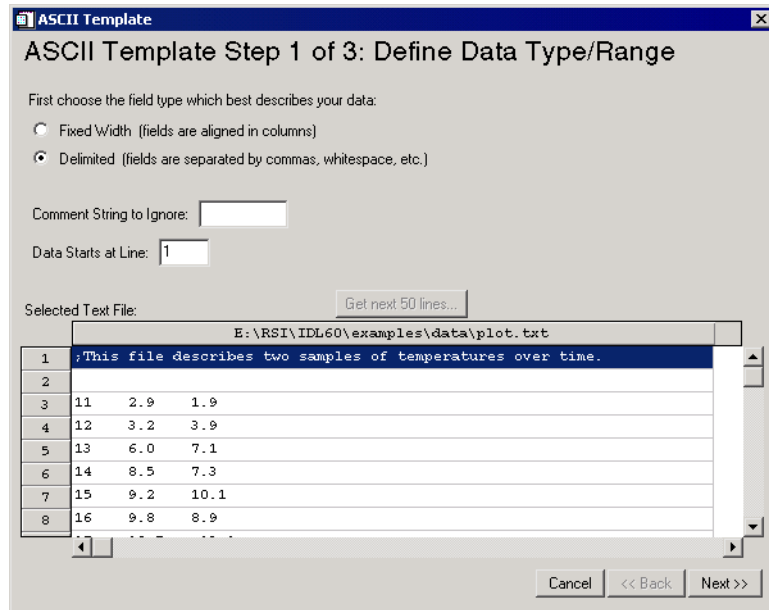 ASCII Template
ASCII Template Step 1 of 3: Define Data Type/Range
First choose the field type which best describes your data:
Fixed Width (fields are aligned in columns)
Delimited (fields are separated by commas, whitespace, etc.)
Comment String to Ignore:
Data Starts at Line: 1
Get next 50 lines...
Selected Text File:
E:\RSI\IDL60\examples\data\plot.txt
1 ;This file describes two samples of temperatures over time.
2
3 11 2.9 1.9
4 12 3.2 3.9
5 13 6.0 7.1
6 14 8.5 7.3
7 15 9.2 10.1
8 16 9.8 8.9
Cancel << Back Next >>